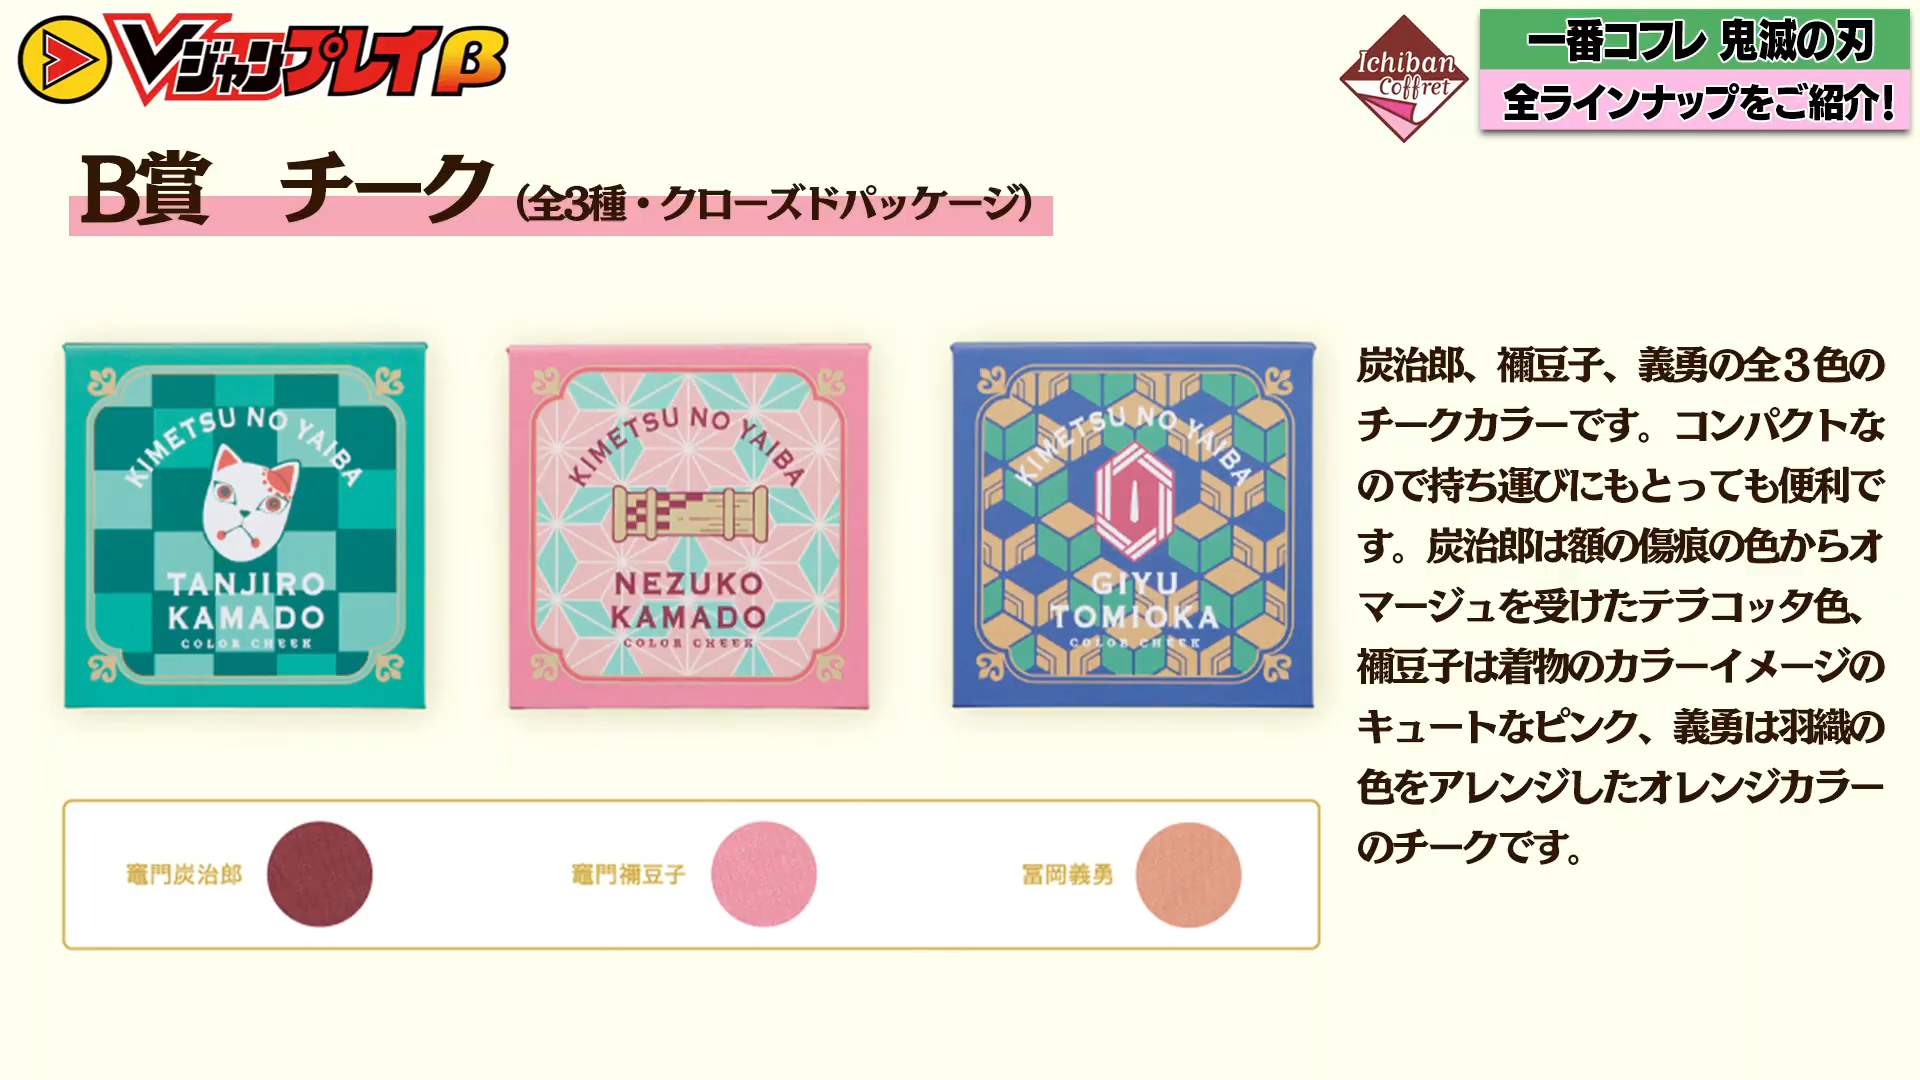 Vジャンプレイβ
Ichiban
Coffret
一番コフレ 鬼滅の刃
全ラインナップをご紹介!
B賞 チーク(全3種・クローズドパッケージ)
KIMETSU NO YAIBA
TANJIRO
KAMADO
COLOR CHEEK
KIMETSU NO YAIBA
NEZUKO
KAMADO
COLOR CHEEK
KIMETSU NO YAIBA
GIYU
TOMIOKA
COLOR CHEEK
炭治郎、禰豆子、義勇の全3色の
チークカラーです。コンパクトな
ので持ち運びにもとっても便利で
す。炭治郎は額の傷痕の色からオ
マージュを受けたテラコッタ色、
禰豆子は着物のカラーイメージの
キュートなピンク、義勇は羽織の
色をアレンジしたオレンジカラー
のチークです。
竈門炭治郎
竈門禰豆子
冨岡義勇